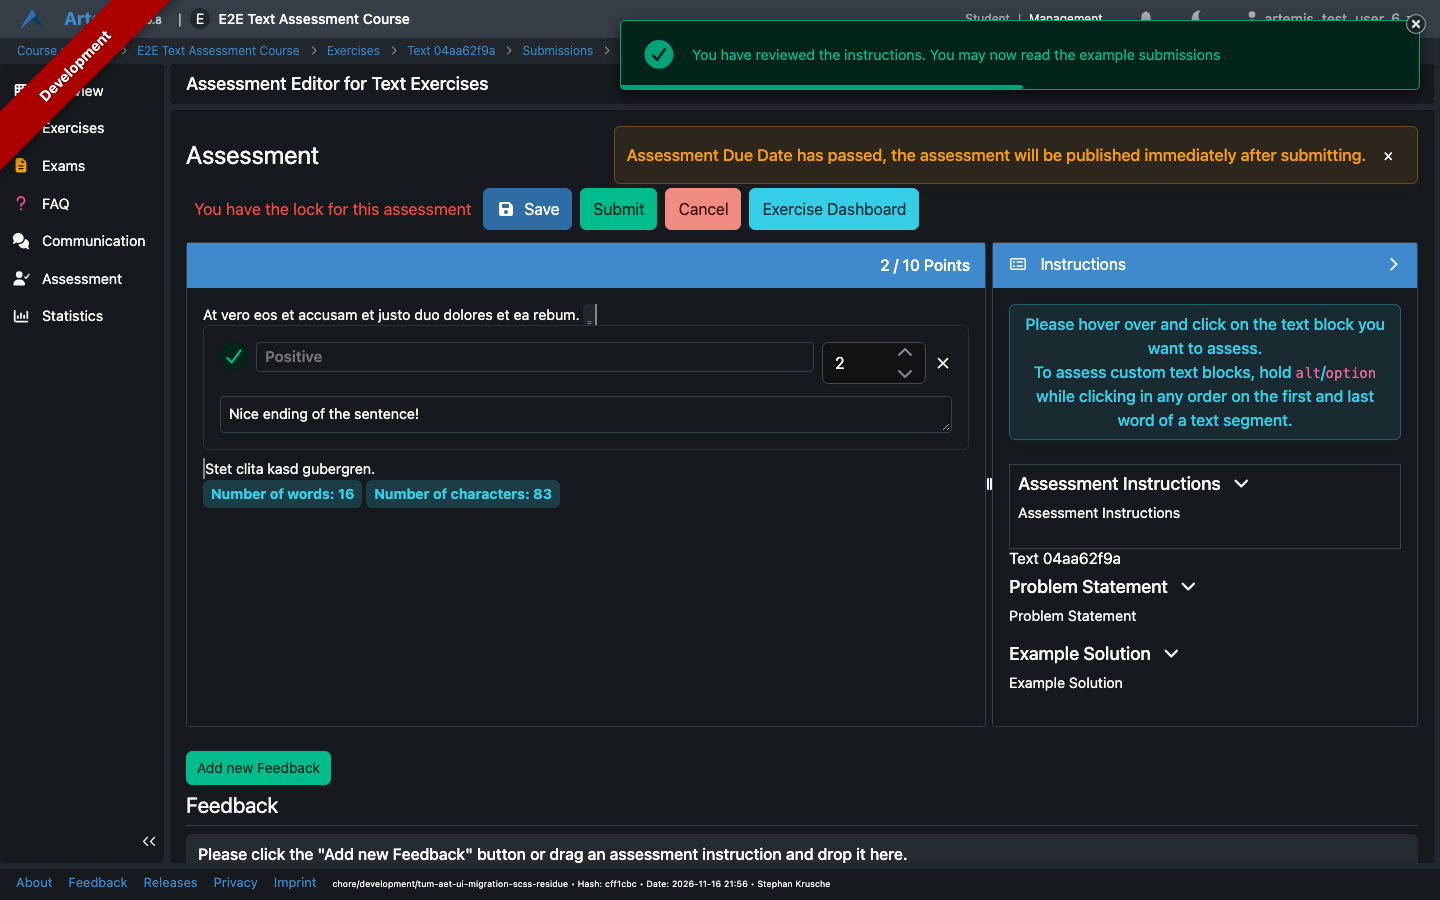 E E2E Text Assessment Course
Management
Development
Course
E2E Text Assessment Course
Exercises
Text 04aa62f9a
Submissions
You have reviewed the instructions. You may now read the example submissions
Exercises
Exams
FAQ
Communication
Assessment
Statistics
Assessment Editor for Text Exercises
Assessment
Assessment Due Date has passed, the assessment will be published immediately after submitting.
You have the lock for this assessment
Save
Submit
Cancel
Exercise Dashboard
2 / 10 Points
At vero eos et accusam et justo duo dolores et ea rebum.
Positive
2
Nice ending of the sentence!
Stet clita kasd gubergren.
Number of words: 16
Number of characters: 83
Instructions
Please hover over and click on the text block you
want to assess.
To assess custom text blocks, hold alt/option
while clicking in any order on the first and last
word of a text segment.
Assessment Instructions
Assessment Instructions
Text 04aa62f9a
Problem Statement
Problem Statement
Example Solution
Example Solution
Add new Feedback
Feedback
Please click the "Add new Feedback" button or drag an assessment instruction and drop it here.
About
Feedback
Releases
Privacy
Imprint
chore/development/tum-aet-ui-migration-scss-residue • Hash: cff1cbc • Date: 2026-11-16 21:56 • Stephan Krusche